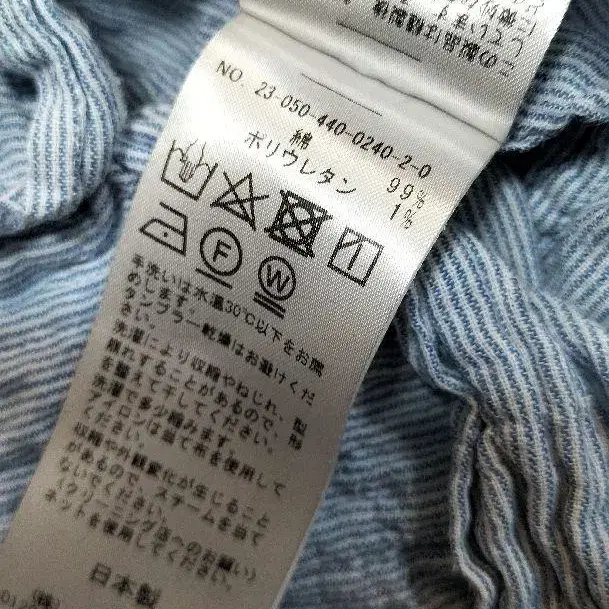 NO. 23-050-440-0240-2-0
綿 99%
ポリウレタン 1%
F
W
手洗いは水温30℃以下をお薦
めします。
タンブラー乾燥はお避けくだ
さい。
洗濯により収縮やねじれ、型
崩れすることがあるので、形
を整えて干してください。
洗濯で多少縮みます。
アイロンは当て布を使用して
ください。
収縮や外観変化が生じること
があるので、スチームを当て
ないでください。
(クリーニング店へのお願い)
ネットを使用してください。
日本製
(株)